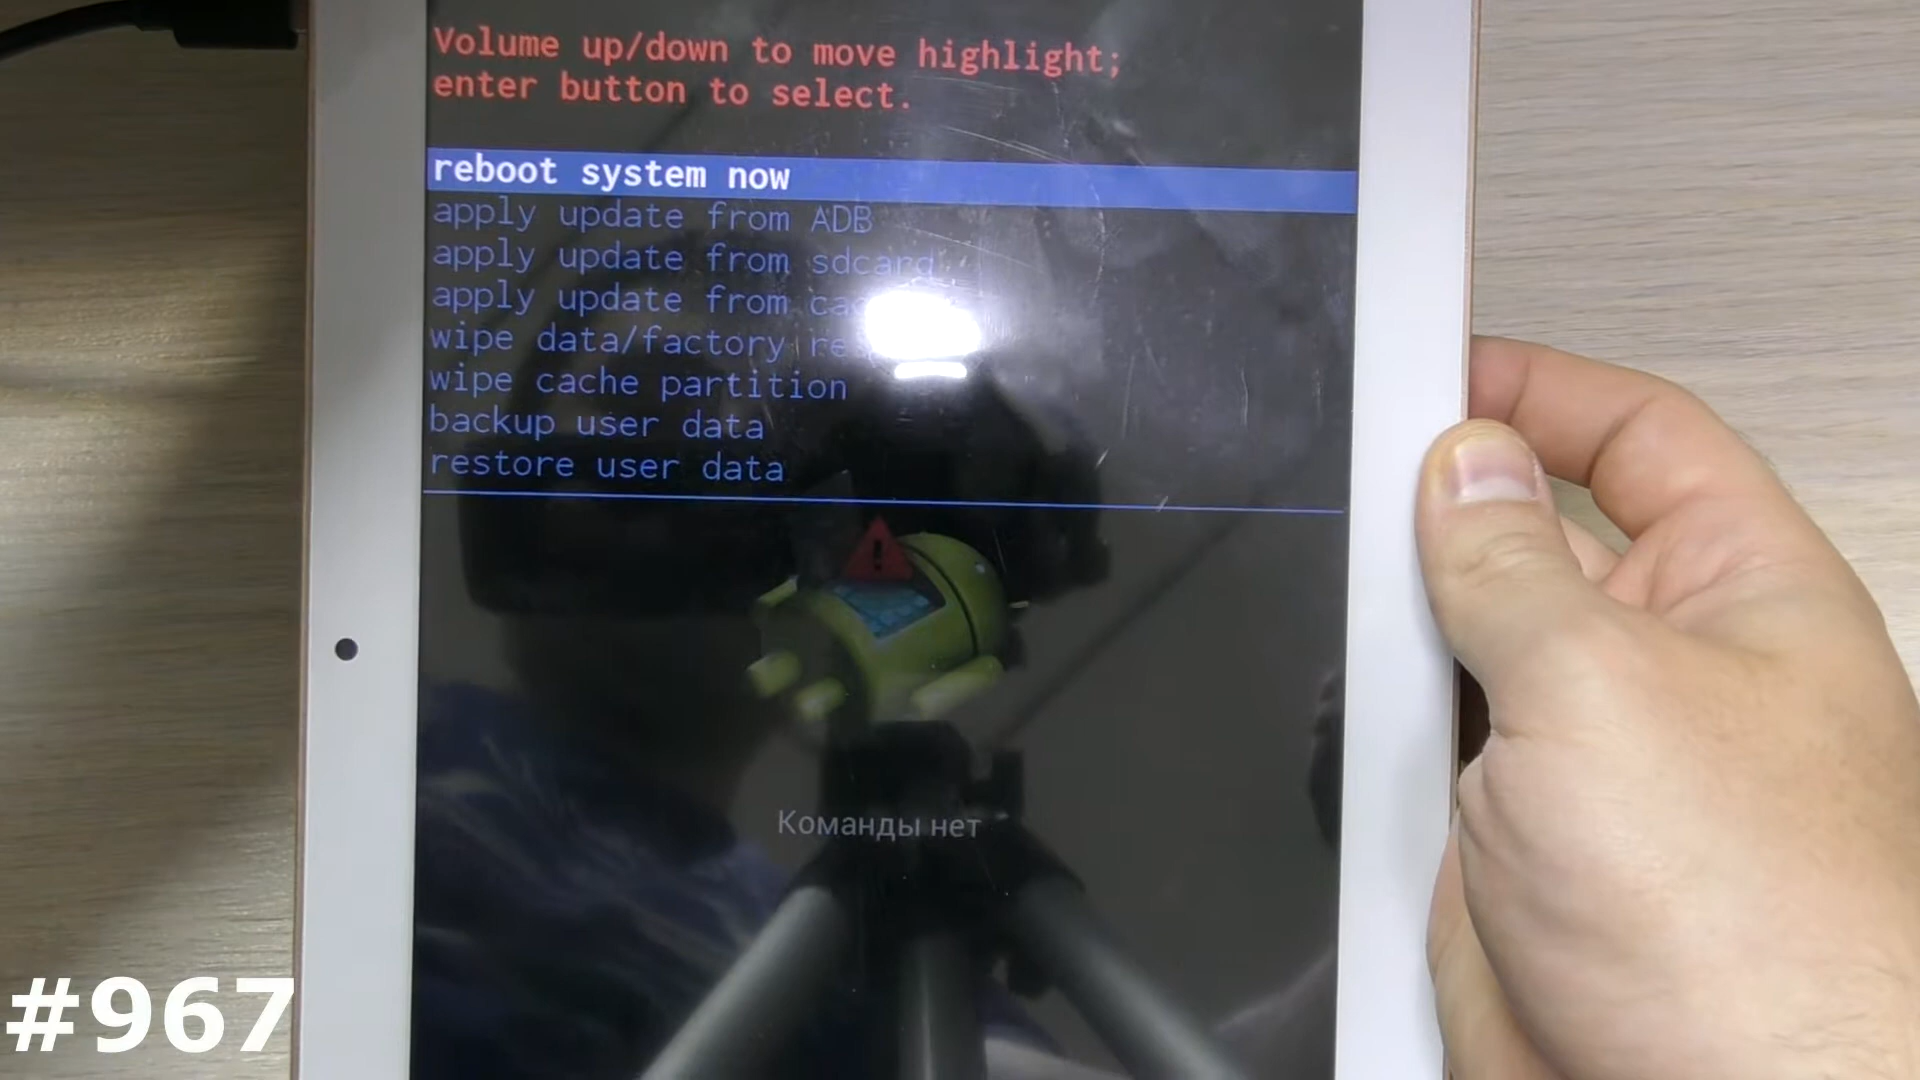 Volume up/down to move highlight;
enter button to select.
reboot system now
apply update from ADB
apply update from sdcard
apply update from
wipe data/factory
wipe cache partition
backup user data
restore user data
Команды нет
#967